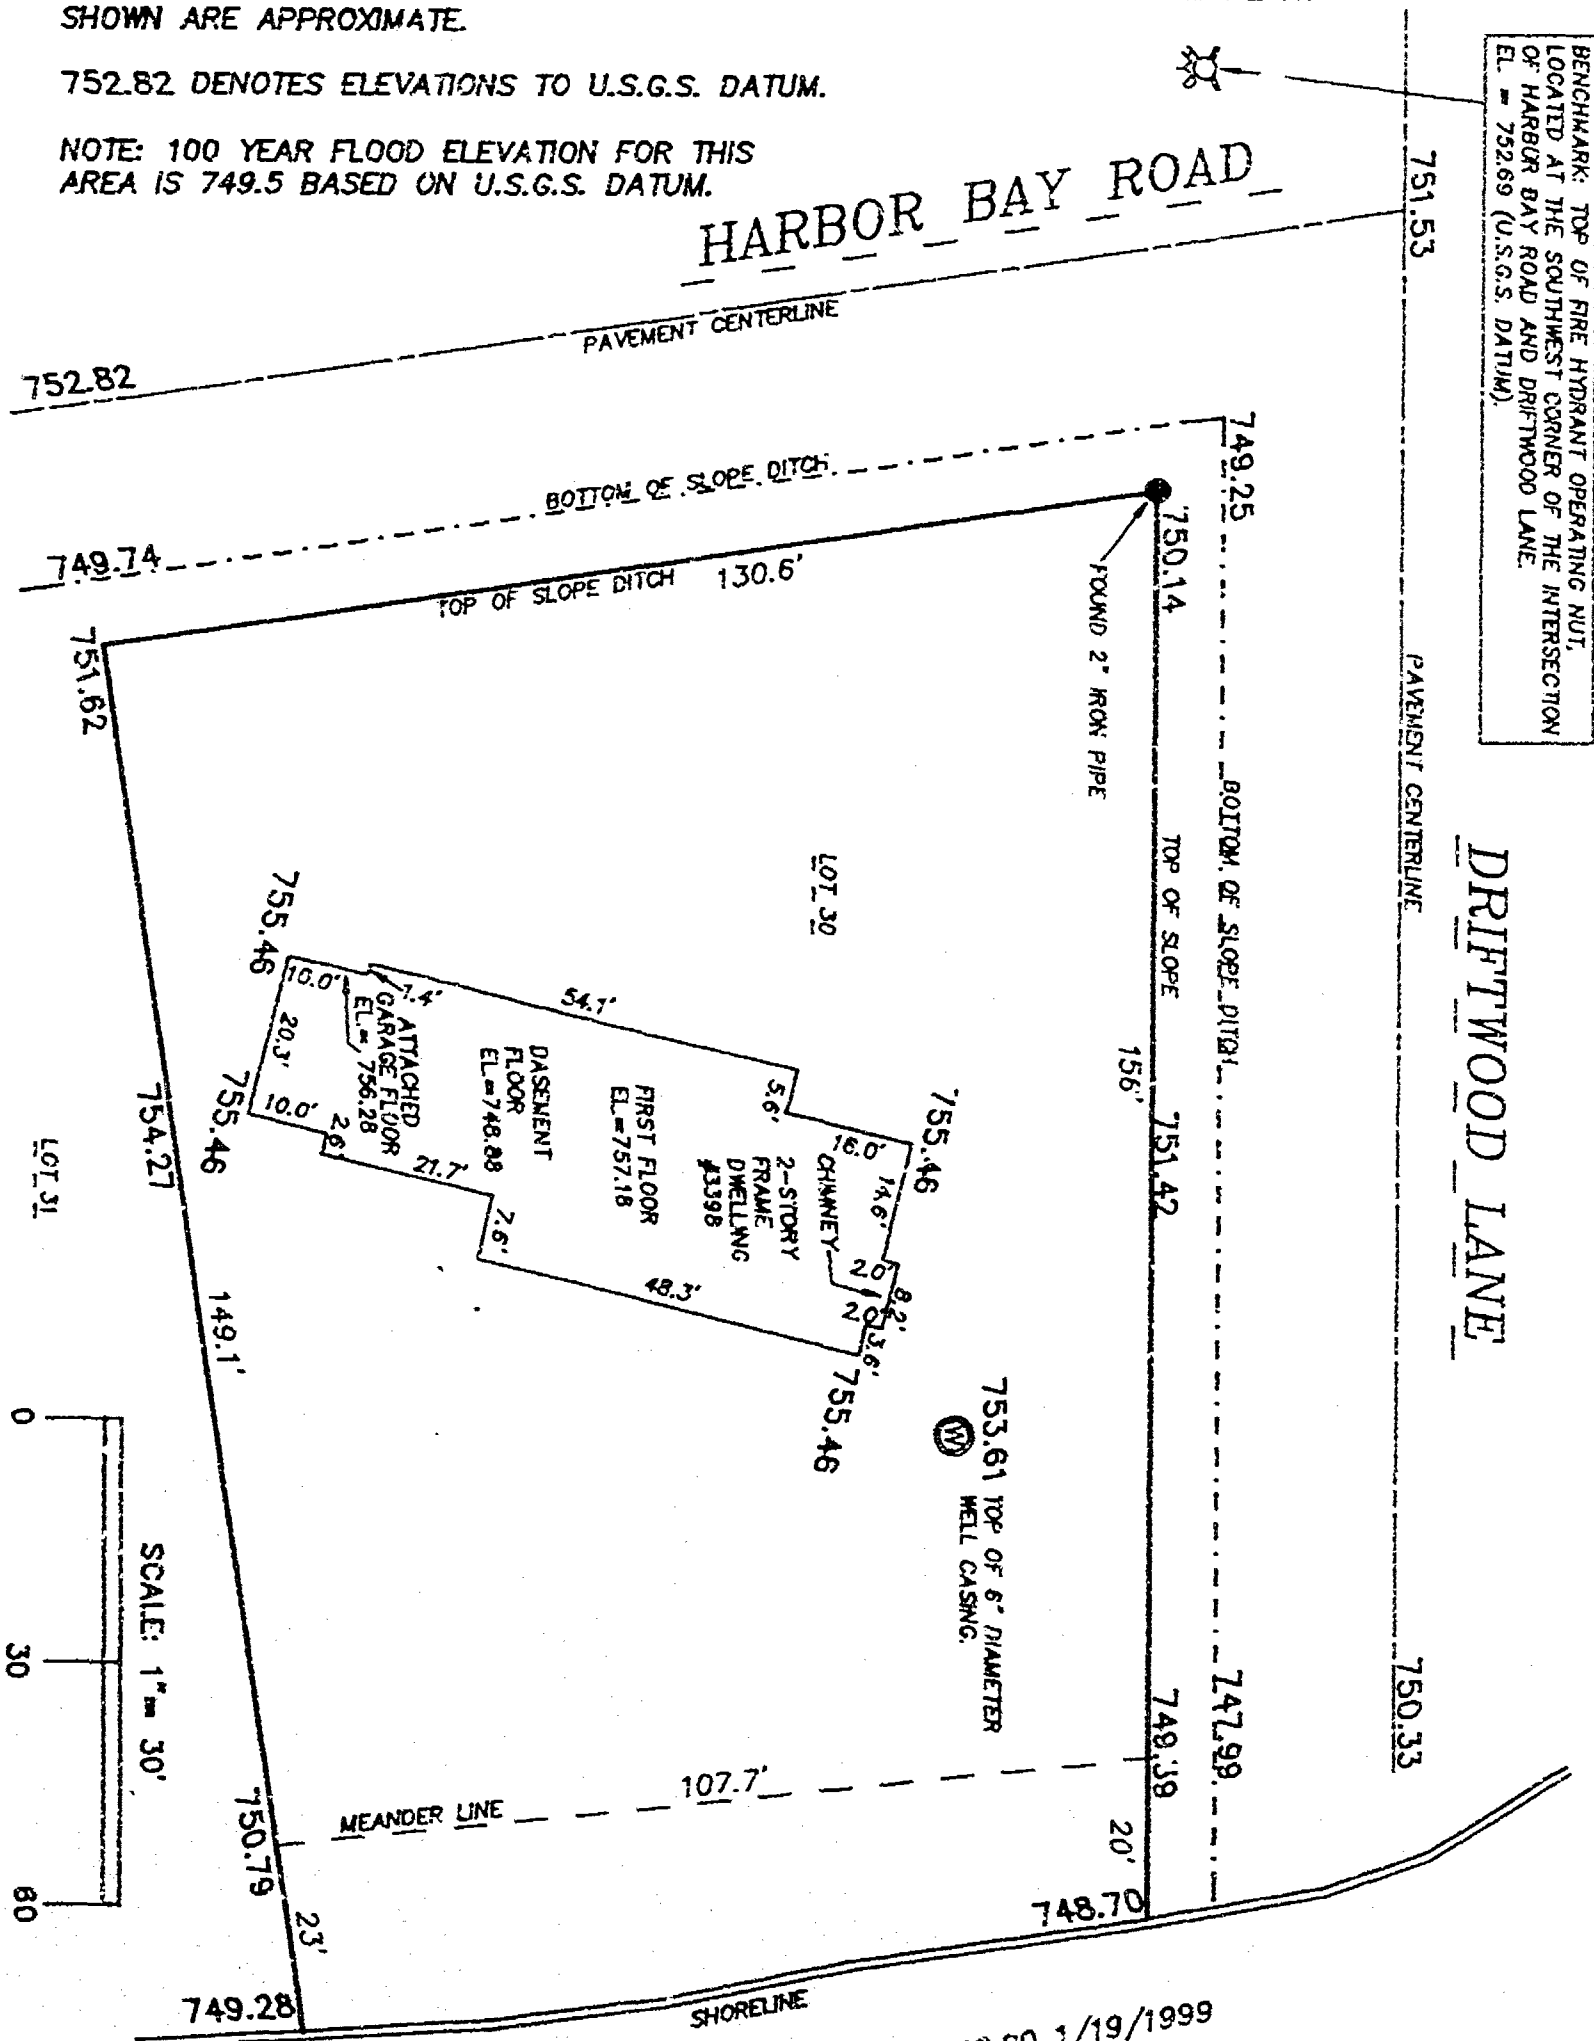 SHOWN ARE APPROXIMATE.
752.82 DENOTES ELEVATIONS TO U.S.G.S. DATUM.
NOTE: 100 YEAR FLOOD ELEVATION FOR THIS
AREA IS 749.5 BASED ON U.S.G.S. DATUM.
BENCHMARK: TOP OF FIRE HYDRANT OPERATING NUT,
LOCATED AT THE SOUTHWEST CORNER OF THE INTERSECTION
OF HARBOR BAY ROAD AND DRIFTWOOD LANE.
EL. = 752.69 (U.S.G.S. DATUM).
HARBOR BAY ROAD
751.53
PAVEMENT CENTERLINE
752.82
749.25
BOTTOM OF SLOPE DITCH
749.74
750.14
TOP OF SLOPE DITCH 130.6'
FOUND 2" IRON PIPE
751.62
PAVEMENT CENTERLINE
DRIFTWOOD LANE
BOTTOM OF SLOPE DITCH
TOP OF SLOPE
156'
751.42
LOT 30
755.46
10.0'
54.1'
20.3'
ATTACHED
GARAGE FLOOR
EL.= 756.28
BASEMENT
FLOOR
EL.=748.88
FIRST FLOOR
EL.=757.18
5.6'
16.0'
755.46
14.6'
2-STORY
FRAME
DWELLING
#3398
CHIMNEY
2.0'
8.2'
2.0'
13.6'
755.46
755.46
10.0'
2.6'
21.7'
7.6'
48.3'
754.27
LOT 31
149.1'
753.61 TOP OF 6" DIAMETER
WELL CASING.
W
750.33
747.99
20'
107.7'
MEANDER LINE
750.79
23'
748.70
749.28
SHORELINE
0
30
60
SCALE: 1"= 30'
1/19/1999